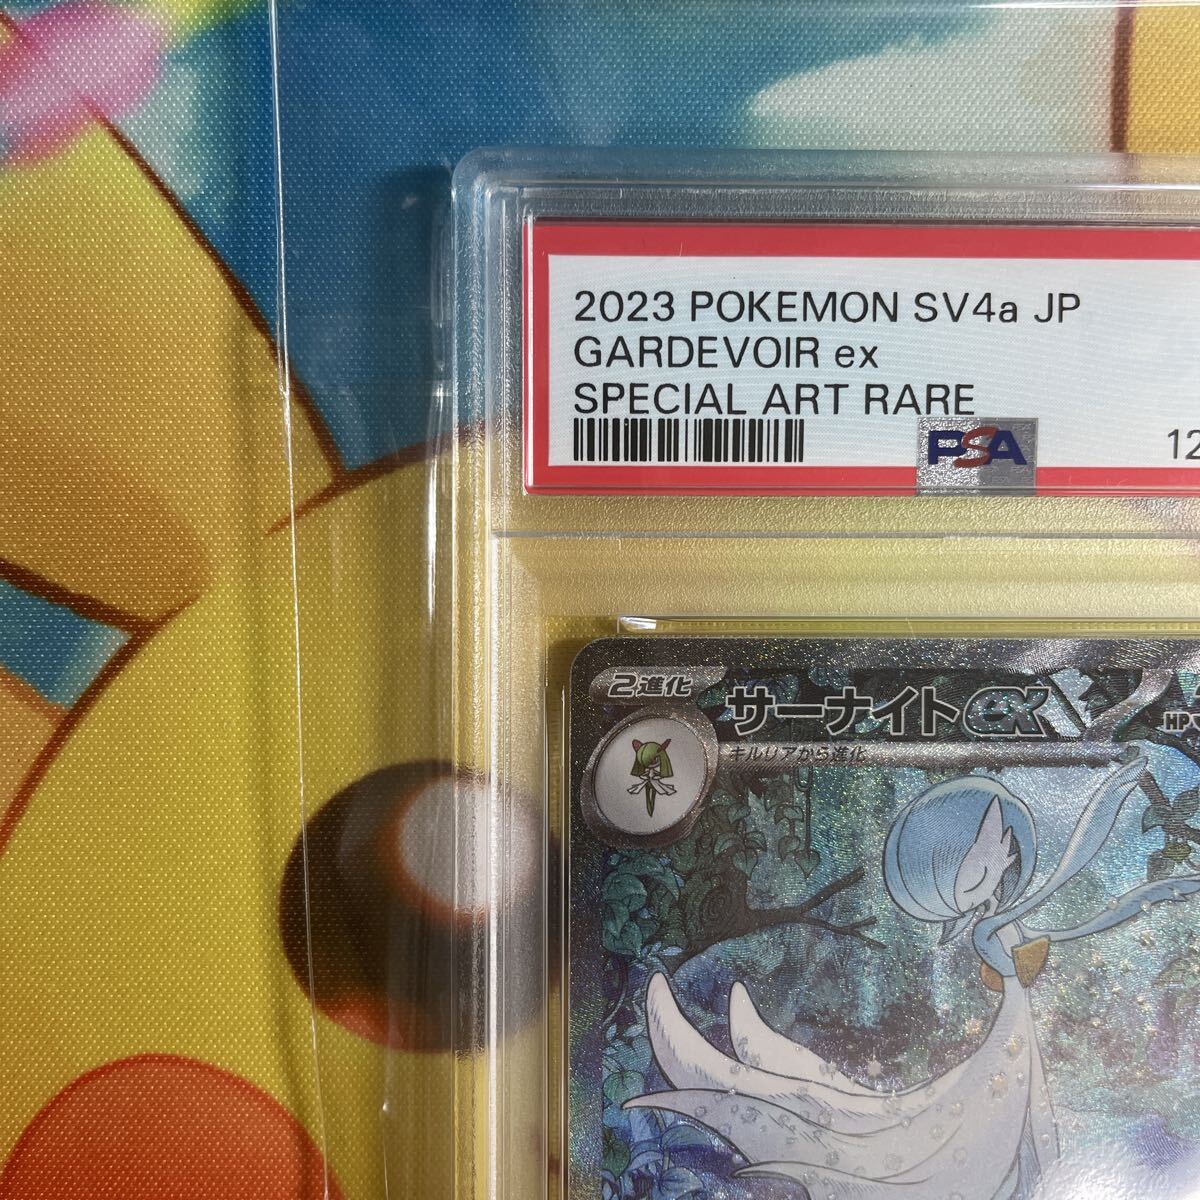 2023 POKEMON SV4a JP
GARDEVOIR ex
SPECIAL ART RARE
PSA
12
2進化
サーナイトex
HP
キルリアから進化